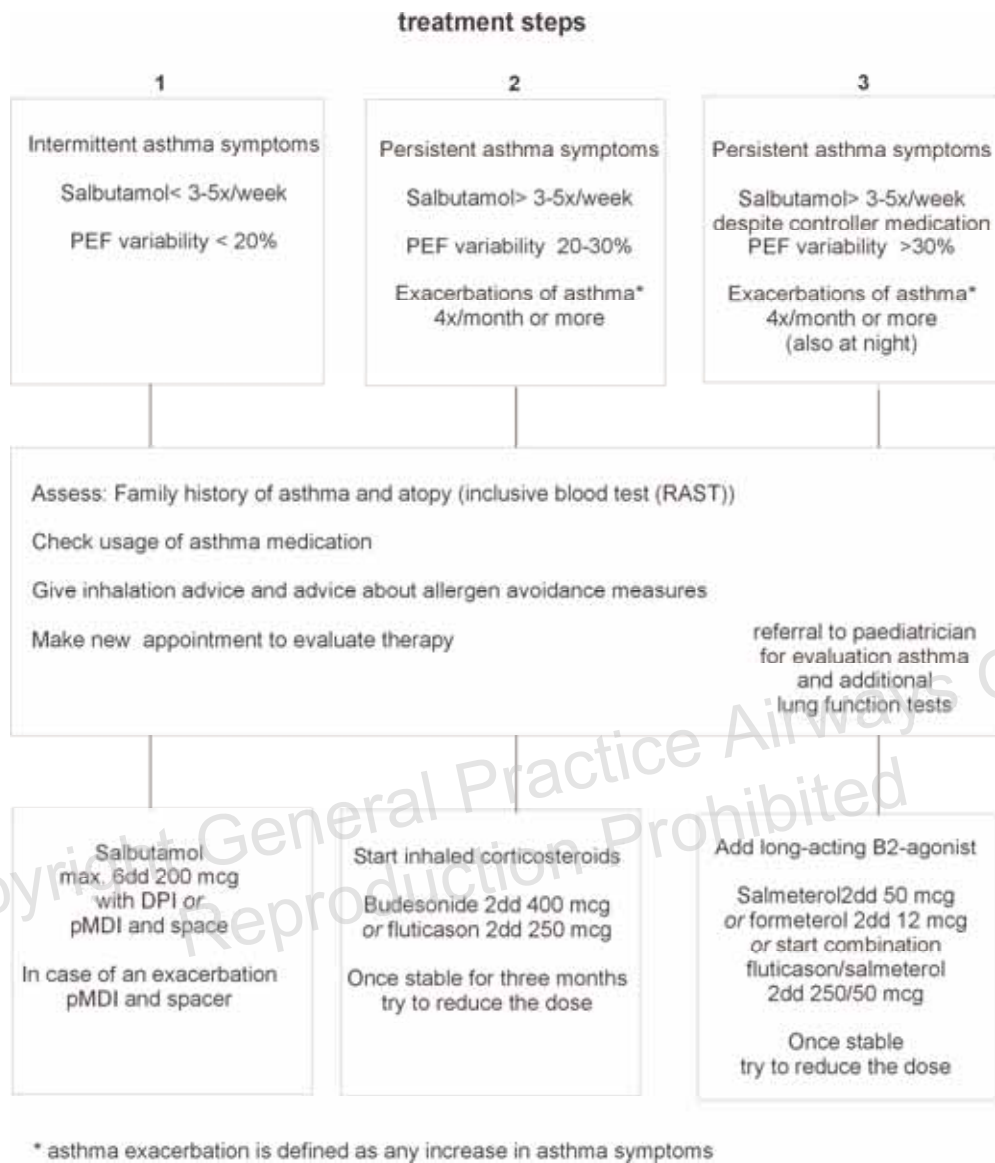 treatment steps
1
Intermittent asthma symptoms
Salbutamol< 3-5x/week
PEF variability < 20%
2
Persistent asthma symptoms
Salbutamol> 3-5x/week
PEF variability 20-30%
Exacerbations of asthma*
4x/month or more
3
Persistent asthma symptoms
Salbutamol> 3-5x/week
despite controller medication
PEF variability >30%
Exacerbations of asthma*
4x/month or more
(also at night)
Assess: Family history of asthma and atopy (inclusive blood test (RAST))
Check usage of asthma medication
Give inhalation advice and advice about allergen avoidance measures
Make new appointment to evaluate therapy
referral to paediatrician
for evaluation asthma
and additional
lung function tests
Salbutamol
max. 6dd 200 mcg
with DPI or
pMDI and space
In case of an exacerbation
pMDI and spacer
Start inhaled corticosteroids
Budesonide 2dd 400 mcg
or fluticason 2dd 250 mcg
Once stable for three months
try to reduce the dose
Add long-acting B2-agonist
Salmeterol2dd 50 mcg
or formeterol 2dd 12 mcg
or start combination
fluticason/salmeterol
2dd 250/50 mcg
Once stable
try to reduce the dose
* asthma exacerbation is defined as any increase in asthma symptoms
opyright General Practice Airways G
Reproduction Prohibited